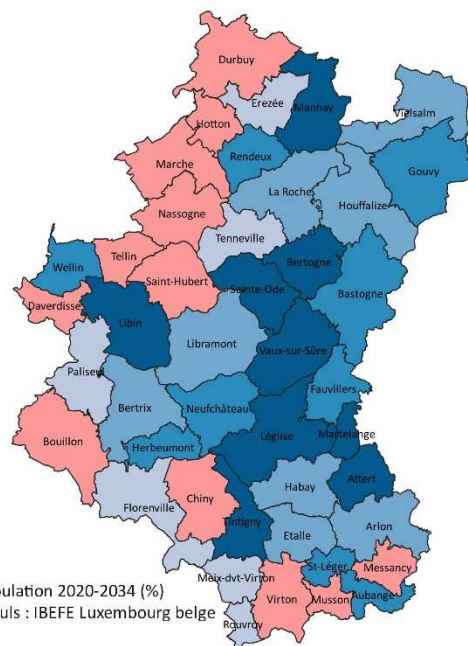 Durbuy
Erezée
Manhay
Vielsalm
Hotton
Rendeux
Gouvy
Marche
La Roche
Houffalize
Nassogne
Tenneville
Bertogne
Wellin
Tellin
Saint-Hubert
Sainte-Ode
Bastogne
Daverdisse
Libin
Libramont
Vaux-sur-Sûre
Paliseul
Fauvillers
Bertrix
Neufchâteau
Bouillon
Herbeumont
Léglise
Martelange
Attert
Habay
Chiny
Florenville
Tintigny
Etalle
Arlon
St-Léger
Messancy
Meix-dvt-Virton
Aubange
Virton
Musson
Rouvroy
pulation 2020-2034 (%)
uls : IBEFE Luxembourg belge